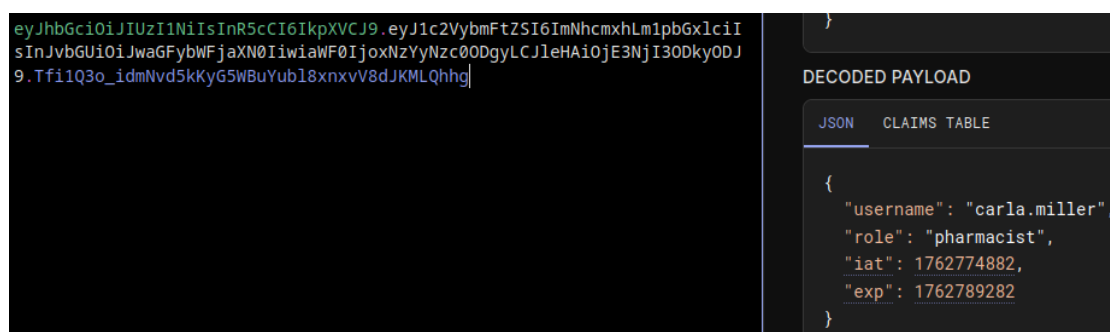 eyJhbGciOiJIUzI1NiIsInR5cCI6IkpXVCJ9.eyJ1c2VybmFtZSI6ImNhcmxhLm1pbGxlciI
sInJvbGUiOiJwaGFybWFjaXN0IiwiaWF0IjoxNzYyNzc0ODgyLCJleHAiOjE3NjI3ODkyODJ
9.Tfi1Q3o_idmNvd5kKyG5WBuYubl8xnxvV8dJKMLQhhg
}
DECODED PAYLOAD
JSON CLAIMS TABLE
{
"username": "carla.miller",
"role": "pharmacist",
"iat": 1762774882,
"exp": 1762789282
}